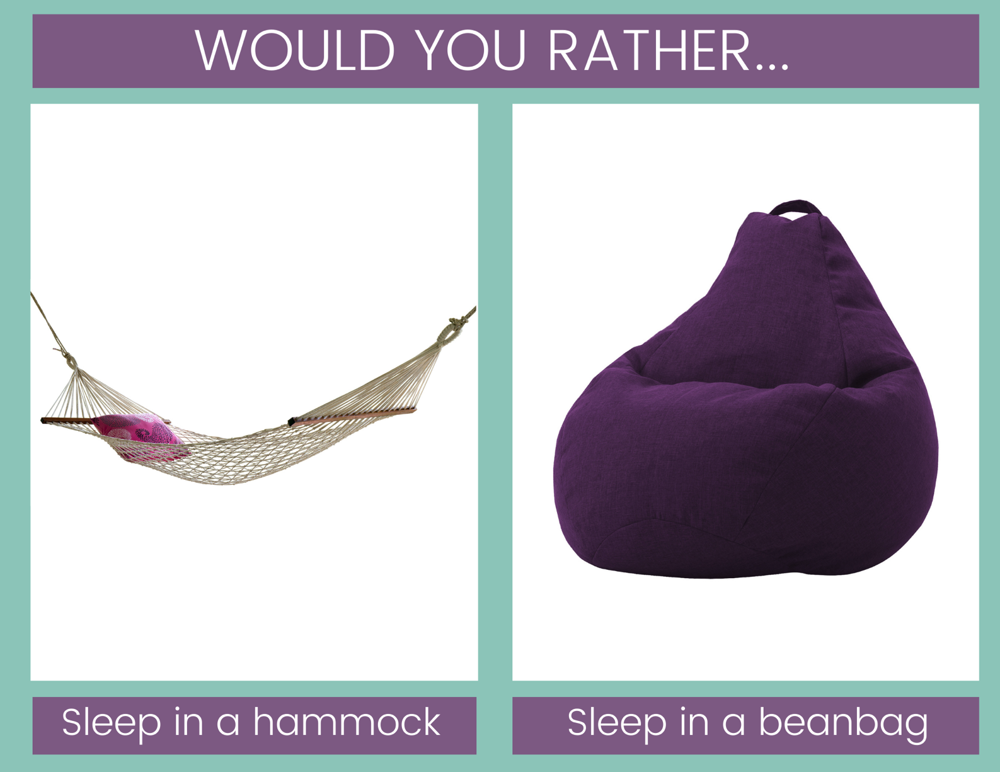 WOULD YOU RATHER...
Sleep in a hammock
Sleep in a beanbag